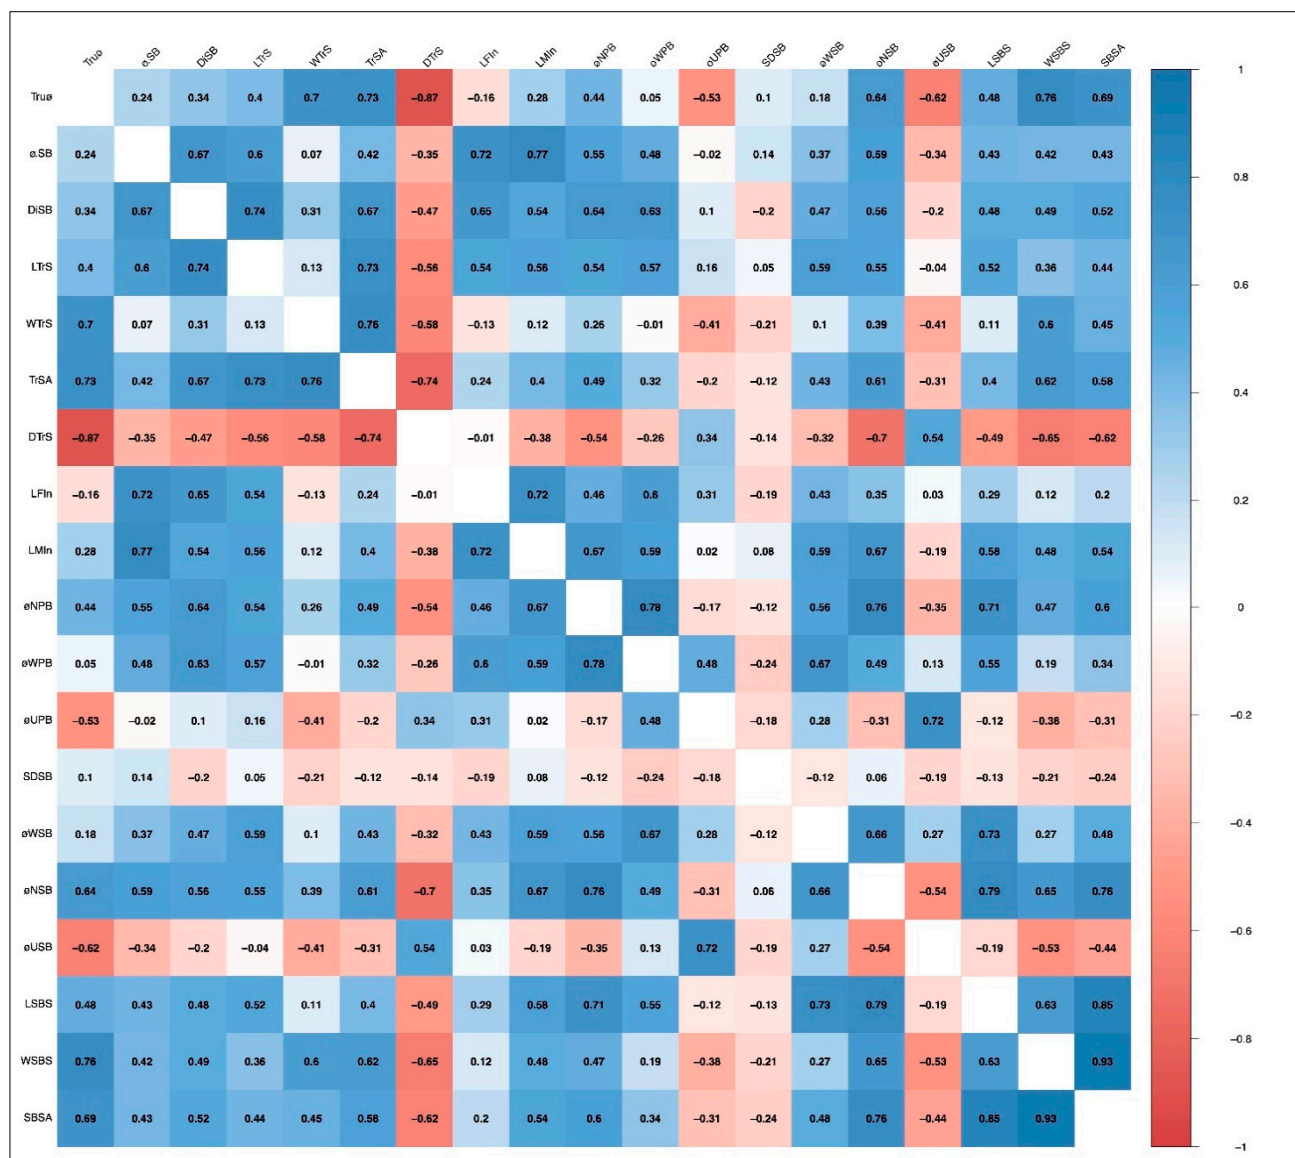 Truø ø.SB DiSB LTrS WTrS TrSA DTrS LFIn LMIn øNPB øWPB øUPB SDSB øWSB øNSB øUSB LSBS WSBS SBSA
1
Truø 0.24 0.34 0.4 0.7 0.73 −0.87 −0.16 0.28 0.44 0.05 −0.53 0.1 0.18 0.64 −0.62 0.48 0.76 0.69
ø.SB 0.24 0.67 0.6 0.07 0.42 −0.35 0.72 0.77 0.55 0.48 −0.02 0.14 0.37 0.59 −0.34 0.43 0.42 0.43
0.8
DiSB 0.34 0.67 0.74 0.31 0.67 −0.47 0.65 0.54 0.64 0.63 0.1 −0.2 0.47 0.56 −0.2 0.48 0.49 0.52
0.6
LTrS 0.4 0.6 0.74 0.13 0.73 −0.56 0.54 0.56 0.54 0.57 0.16 0.05 0.59 0.55 −0.04 0.52 0.36 0.44
WTrS 0.7 0.07 0.31 0.13 0.76 −0.58 −0.13 0.12 0.26 −0.01 −0.41 −0.21 0.1 0.39 −0.41 0.11 0.6 0.45
0.4
TrSA 0.73 0.42 0.67 0.73 0.76 −0.74 0.24 0.4 0.49 0.32 −0.2 −0.12 0.43 0.61 −0.31 0.4 0.62 0.58
DTrS −0.87 −0.35 −0.47 −0.56 −0.58 −0.74 −0.01 −0.38 −0.54 −0.26 0.34 −0.14 −0.32 −0.7 0.54 −0.49 −0.65 −0.62
0.2
LFIn −0.16 0.72 0.65 0.54 −0.13 0.24 −0.01 0.72 0.46 0.6 0.31 −0.19 0.43 0.35 0.03 0.29 0.12 0.2
LMIn 0.28 0.77 0.54 0.56 0.12 0.4 −0.38 0.72 0.67 0.59 0.02 0.08 0.59 0.67 −0.19 0.58 0.48 0.54
øNPB 0.44 0.55 0.64 0.54 0.26 0.49 −0.54 0.46 0.67 0.78 −0.17 −0.12 0.56 0.76 −0.35 0.71 0.47 0.6
0
øWPB 0.05 0.48 0.63 0.57 −0.01 0.32 −0.26 0.6 0.59 0.78 0.48 −0.24 0.67 0.49 0.13 0.55 0.19 0.34
øUPB −0.53 −0.02 0.1 0.16 −0.41 −0.2 0.34 0.31 0.02 −0.17 0.48 −0.18 0.28 −0.31 0.72 −0.12 −0.38 −0.31
−0.2
SDSB 0.1 0.14 −0.2 0.05 −0.21 −0.12 −0.14 −0.19 0.08 −0.12 −0.24 −0.18 −0.12 0.06 −0.19 −0.13 −0.21 −0.24
øWSB 0.18 0.37 0.47 0.59 0.1 0.43 −0.32 0.43 0.59 0.56 0.67 0.28 −0.12 0.66 0.27 0.73 0.27 0.48
−0.4
øNSB 0.64 0.59 0.56 0.55 0.39 0.61 −0.7 0.35 0.67 0.76 0.49 −0.31 0.06 0.66 −0.54 0.79 0.65 0.76
øUSB −0.62 −0.34 −0.2 −0.04 −0.41 −0.31 0.54 0.03 −0.19 −0.35 0.13 0.72 −0.19 0.27 −0.54 −0.19 −0.53 −0.44
−0.6
LSBS 0.48 0.43 0.48 0.52 0.11 0.4 −0.49 0.29 0.58 0.71 0.55 −0.12 −0.13 0.73 0.79 −0.19 0.63 0.85
−0.8
WSBS 0.76 0.42 0.49 0.36 0.6 0.62 −0.65 0.12 0.48 0.47 0.19 −0.38 −0.21 0.27 0.65 −0.53 0.63 0.93
SBSA 0.69 0.43 0.52 0.44 0.45 0.58 −0.62 0.2 0.54 0.6 0.34 −0.31 −0.24 0.48 0.76 −0.44 0.85 0.93
−1